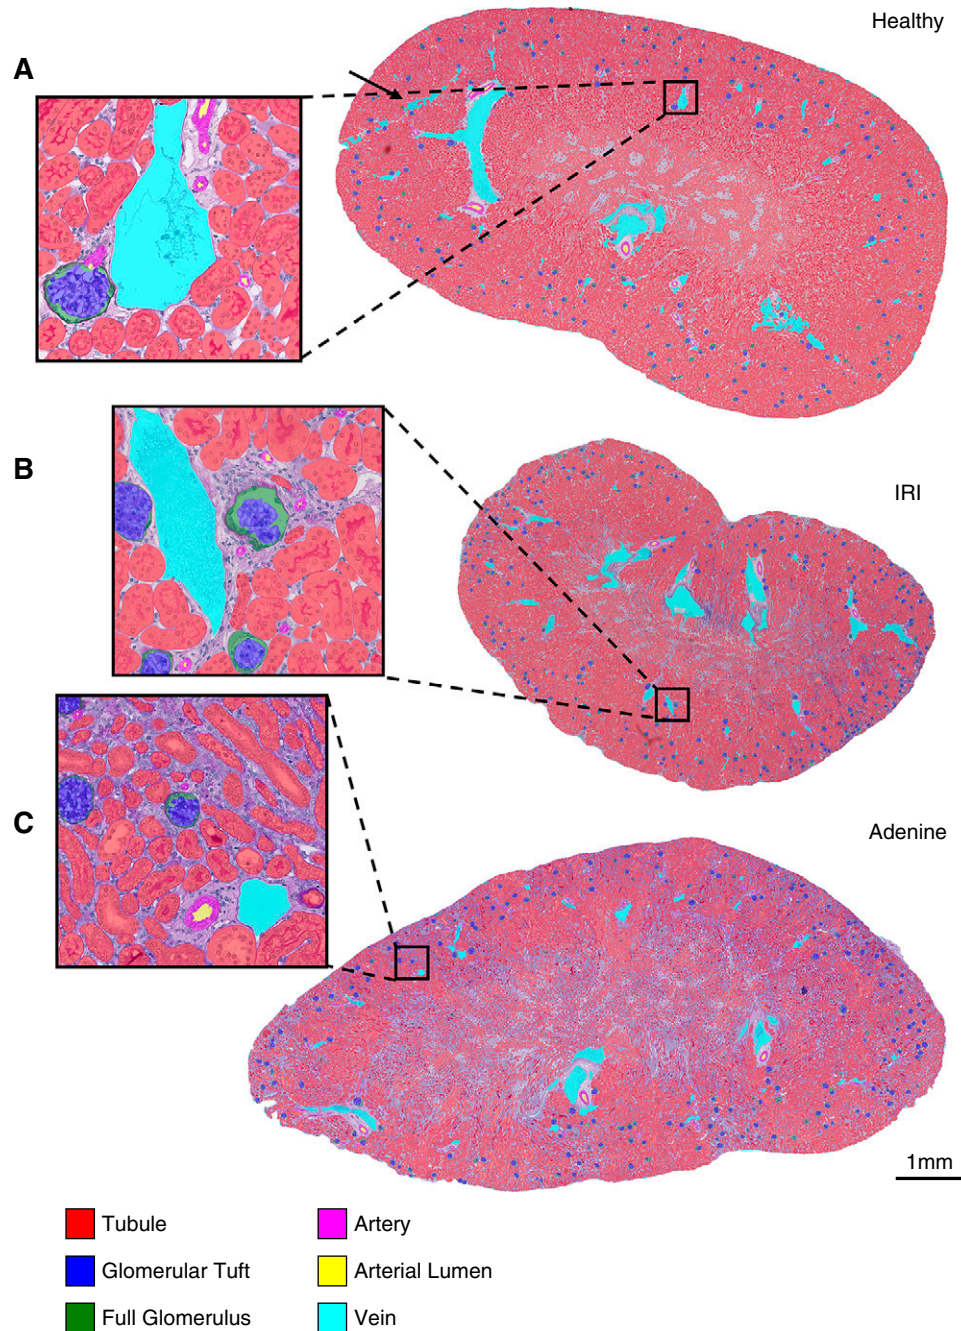 Healthy
A
B
IRI
C
Adenine
1mm
Tubule
Artery
Glomerular Tuft
Arterial Lumen
Full Glomerulus
Vein